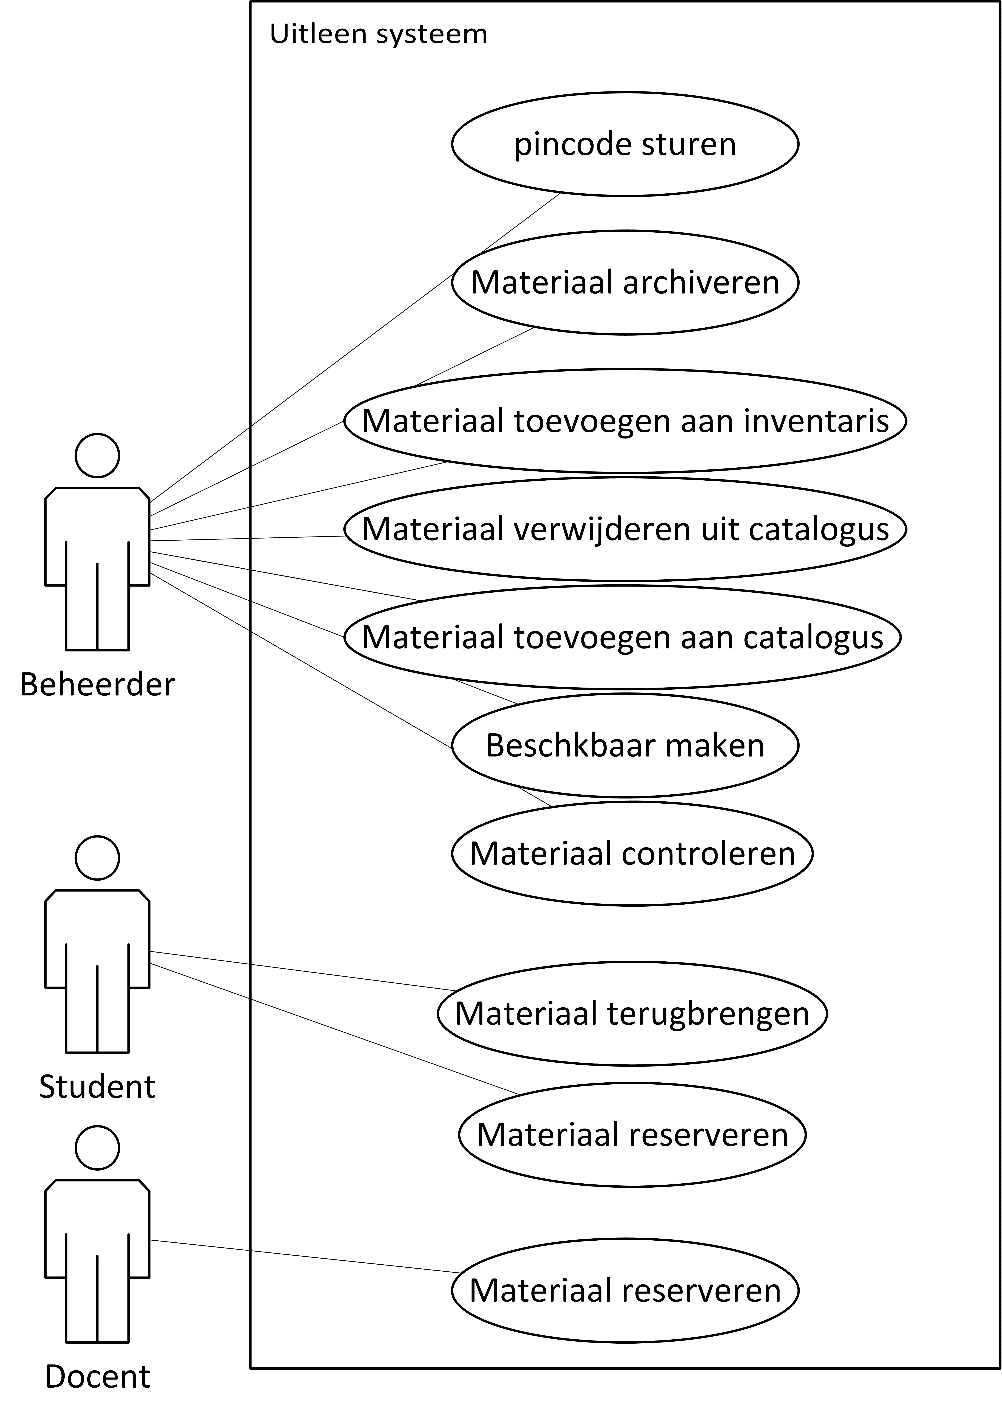 Uitleen systeem
pincode sturen
Materiaal archiveren
Materiaal toevoegen aan inventaris
Materiaal verwijderen uit catalogus
Materiaal toevoegen aan catalogus
Beheerder
Beschkbaar maken
Materiaal controleren
Materiaal terugbrengen
Student
Materiaal reserveren
Materiaal reserveren
Docent